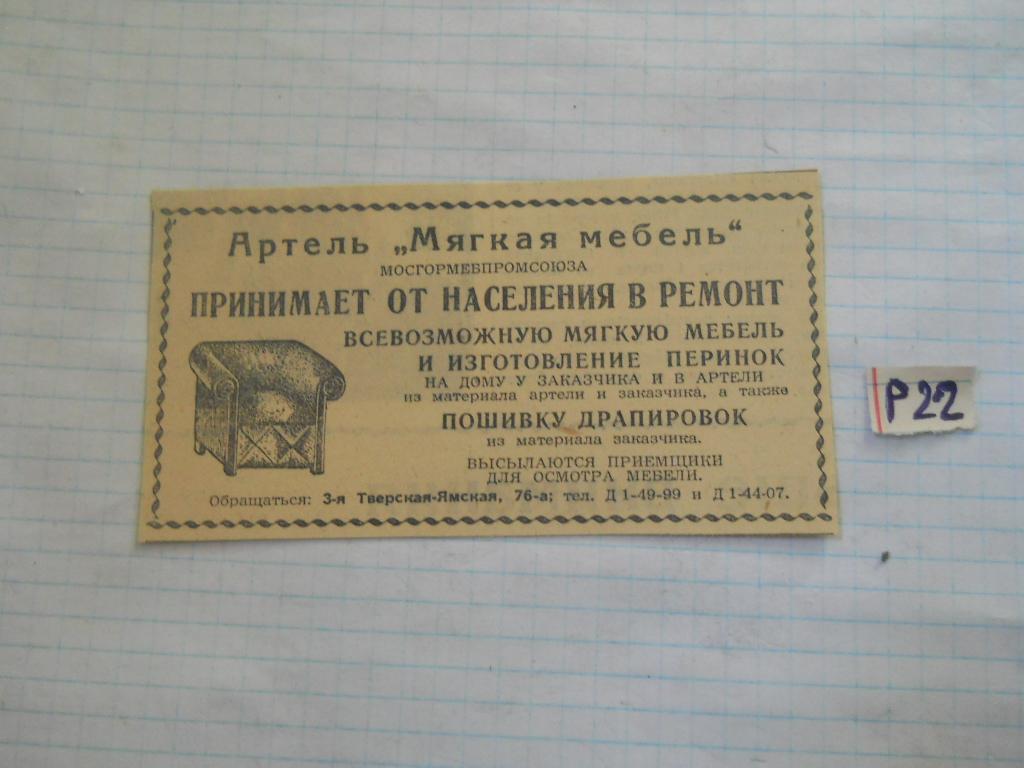 Артель „Мягкая мебель“
МОСГОРМЕБПРОМСОЮЗА
ПРИНИМАЕТ ОТ НАСЕЛЕНИЯ В РЕМОНТ
ВСЕВОЗМОЖНУЮ МЯГКУЮ МЕБЕЛЬ
И ИЗГОТОВЛЕНИЕ ПЕРИНОК
НА ДОМУ У ЗАКАЗЧИКА И В АРТЕЛИ
из материала артели и заказчика, а также
ПОШИВКУ ДРАПИРОВОК
из материала заказчика.
ВЫСЫЛАЮТСЯ ПРИЕМЩИКИ
ДЛЯ ОСМОТРА МЕБЕЛИ.
Обращаться: 3-я Тверская-Ямская, 76-а; тел. Д 1-49-99 и Д 1-44-07.
Р22